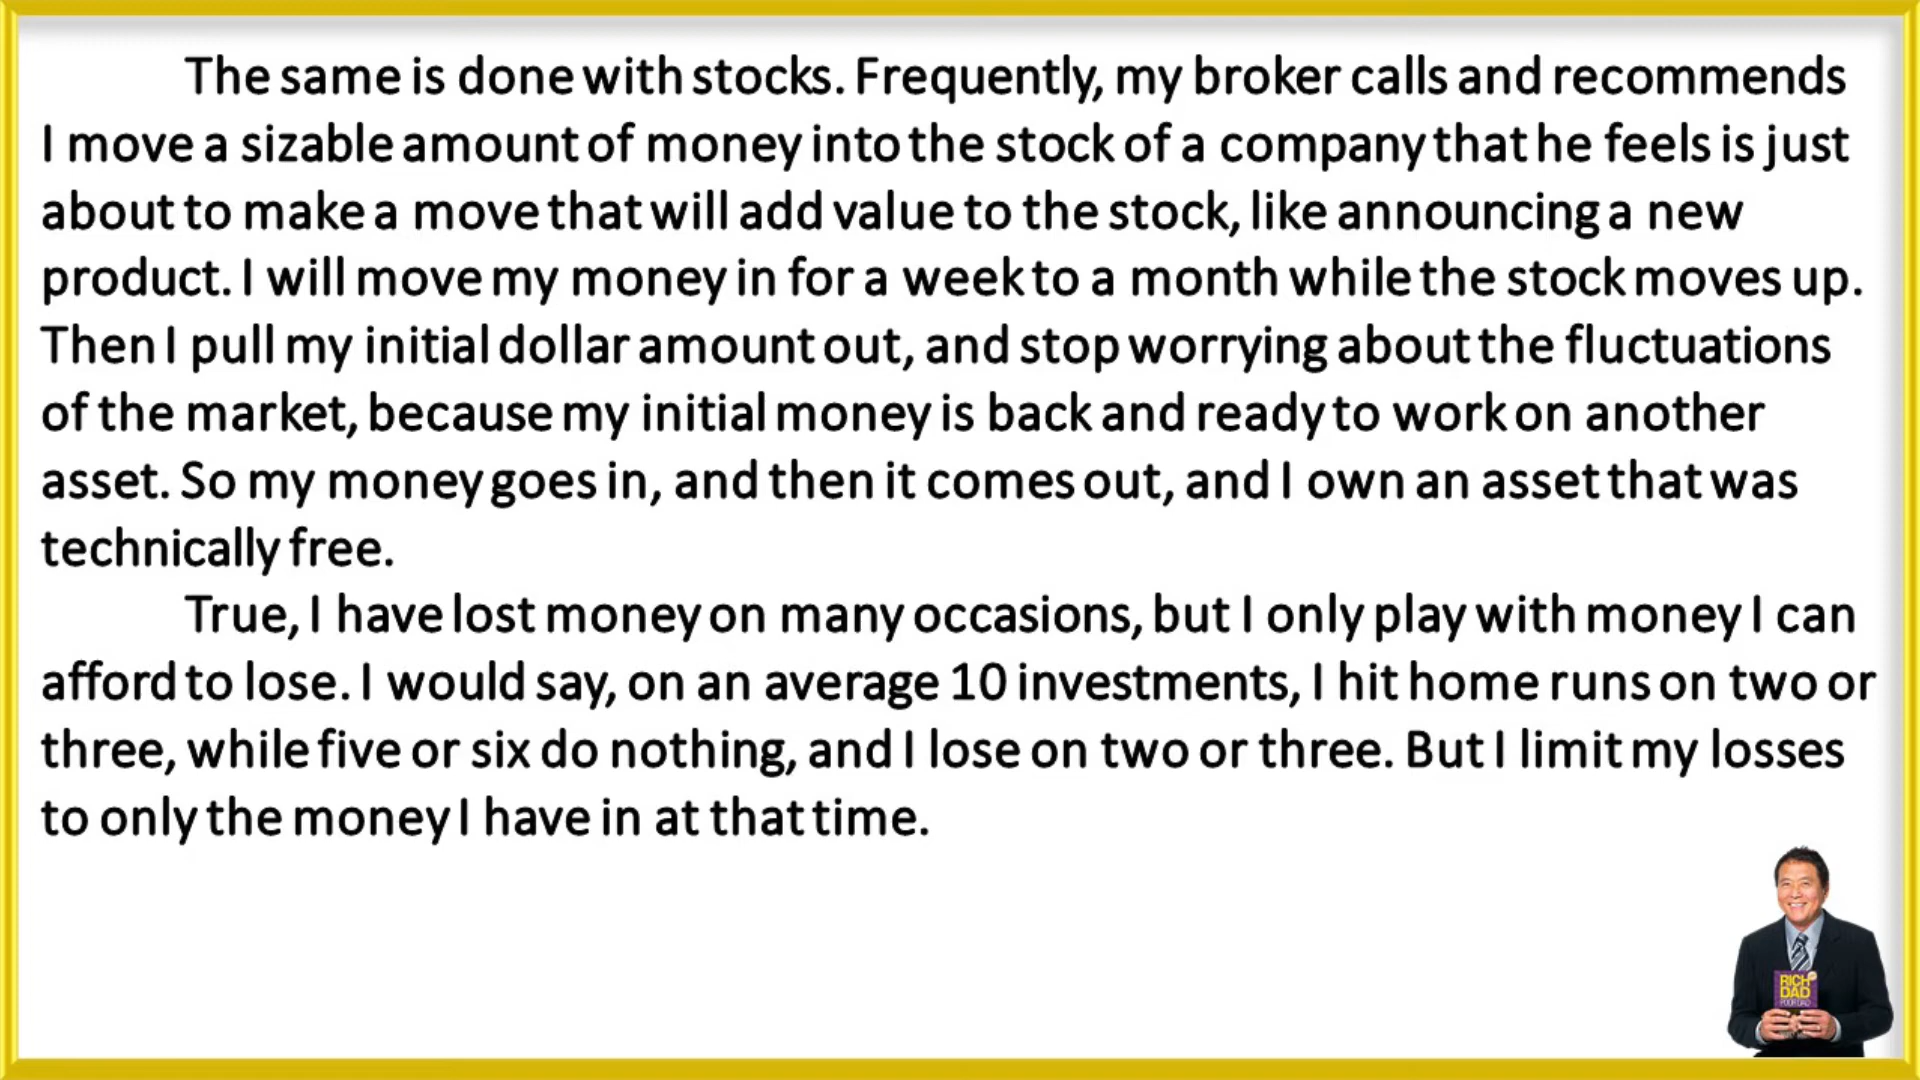 The same is done with stocks. Frequently, my broker calls and recommends
I move a sizable amount of money into the stock of a company that he feels is just
about to make a move that will add value to the stock, like announcing a new
product. I will move my money in for a week to a month while the stock moves up.
Then I pull my initial dollar amount out, and stop worrying about the fluctuations
of the market, because my initial money is back and ready to work on another
asset. So my money goes in, and then it comes out, and I own an asset that was
technically free.
True, I have lost money on many occasions, but I only play with money I can
afford to lose. I would say, on an average 10 investments, I hit home runs on two or
three, while five or six do nothing, and I lose on two or three. But I limit my losses
to only the money I have in at that time.
RICH
DAD
POOR DAD